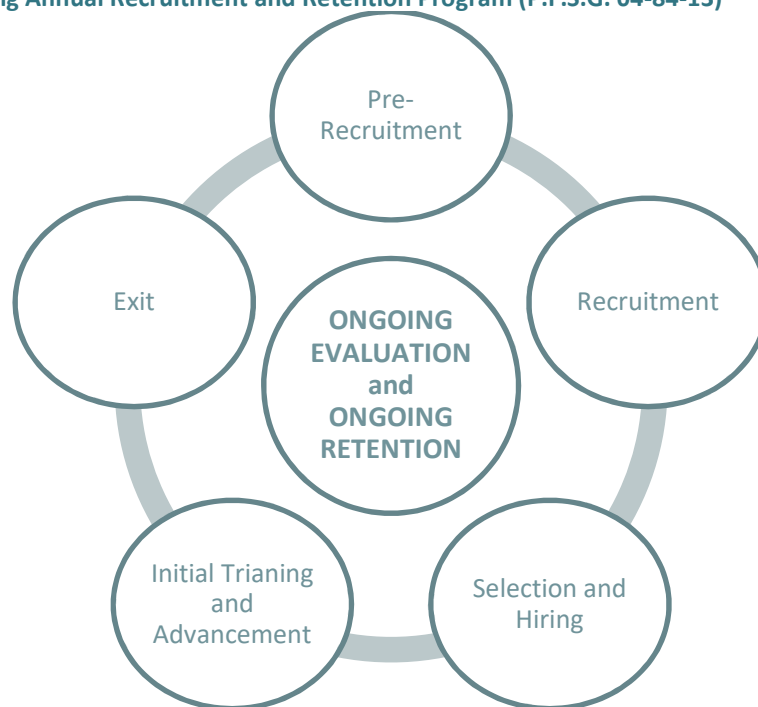 Annual Recruitment and Retention Program
Pre-
Recruitment
Recruitment
Exit
ONGOING
EVALUATION
and
ONGOING
RETENTION
Initial Trianing
and
Advancement
Selection and
Hiring